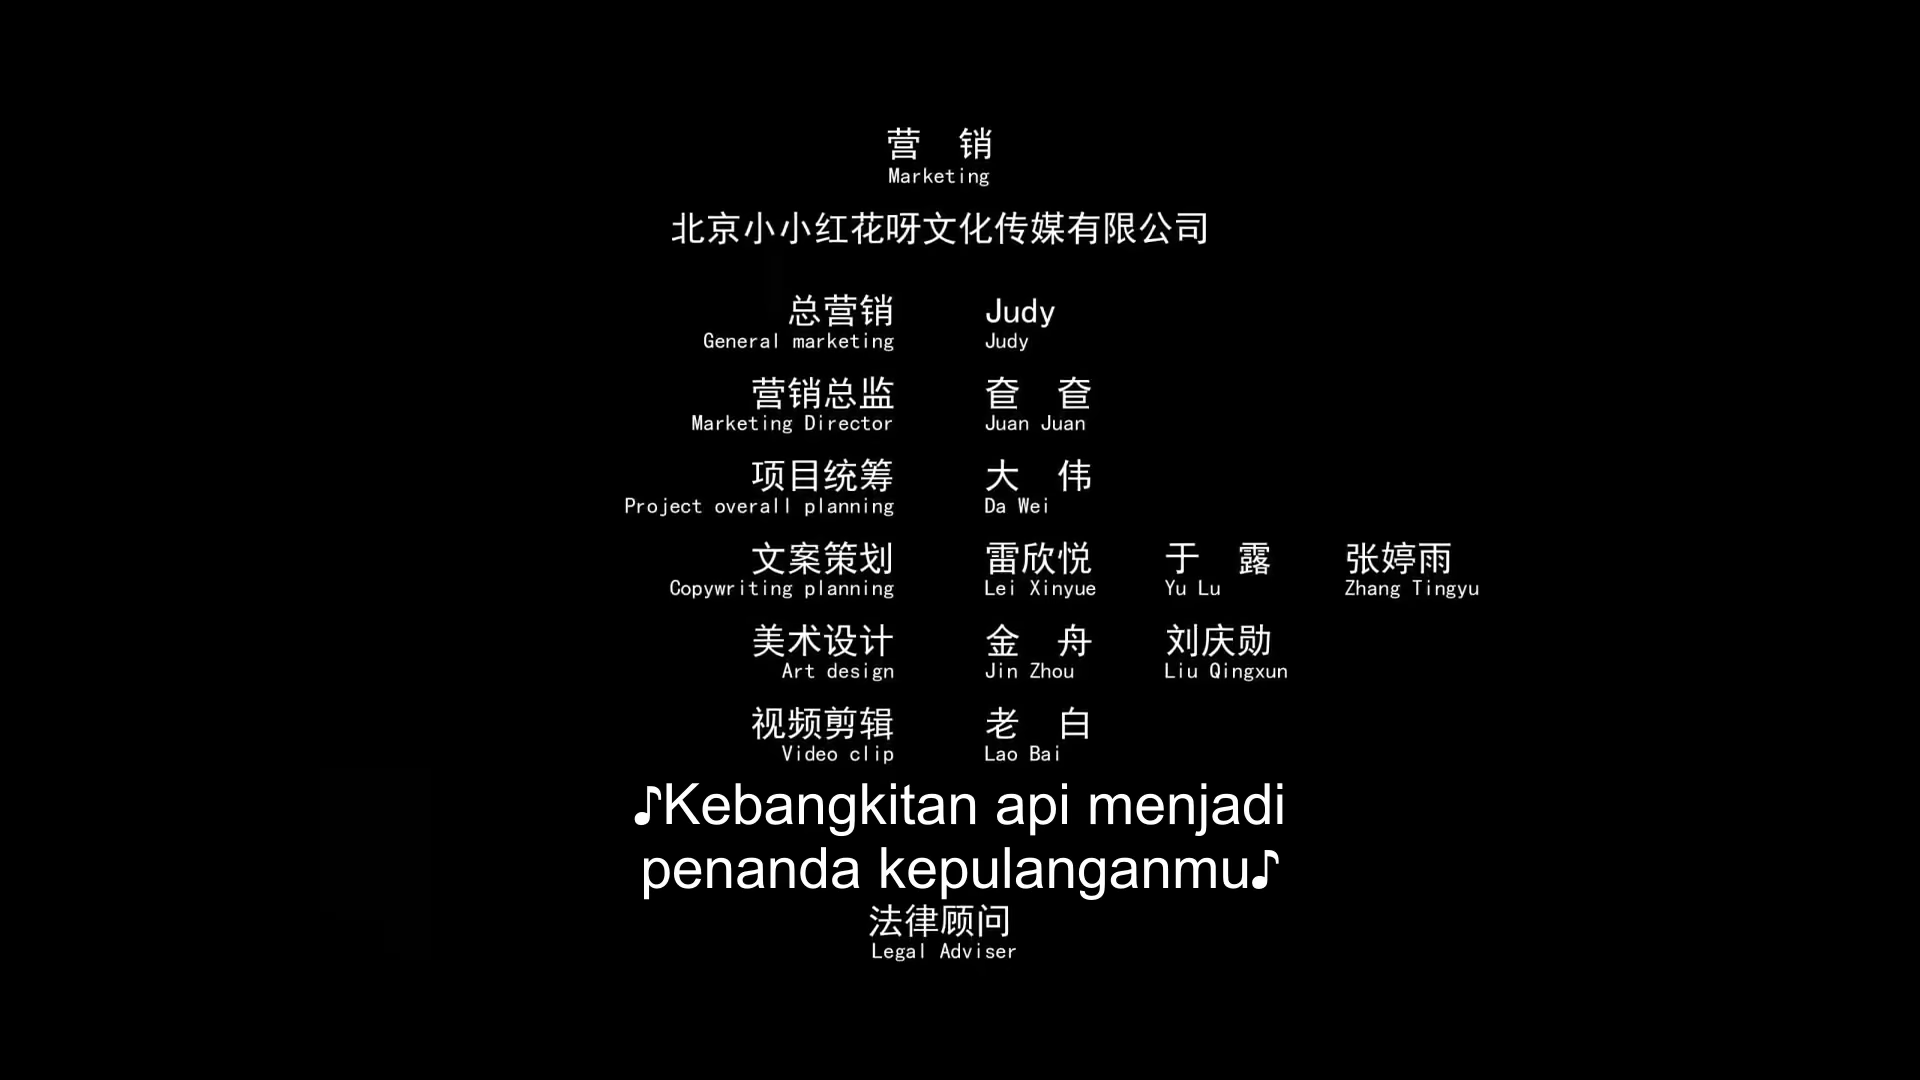 营 销
Marketing
北京小小红花呀文化传媒有限公司
总营销 Judy
General marketing Judy
营销总监 奆 奆
Marketing Director Juan Juan
项目统筹 大 伟
Project overall planning Da Wei
文案策划 雷欣悦 于 露 张婷雨
Copywriting planning Lei Xinyue Yu Lu Zhang Tingyu
美术设计 金 舟 刘庆勋
Art design Jin Zhou Liu Qingxun
视频剪辑 老 白
Video clip Lao Bai
♪Kebangkitan api menjadi
penanda kepulanganmu♪
法律顾问
Legal Adviser